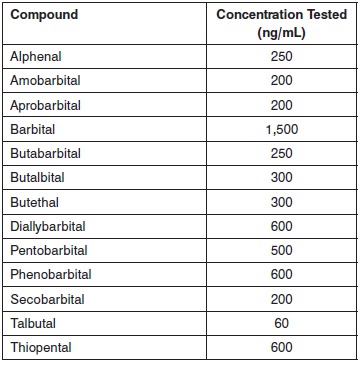 Compound Concentration Tested
(ng/mL)
Alphenal 250
Amobarbital 200
Aprobarbital 200
Barbital 1,500
Butabarbital 250
Butalbital 300
Butethal 300
Diallybarbital 600
Pentobarbital 500
Phenobarbital 600
Secobarbital 200
Talbutal 60
Thiopental 600